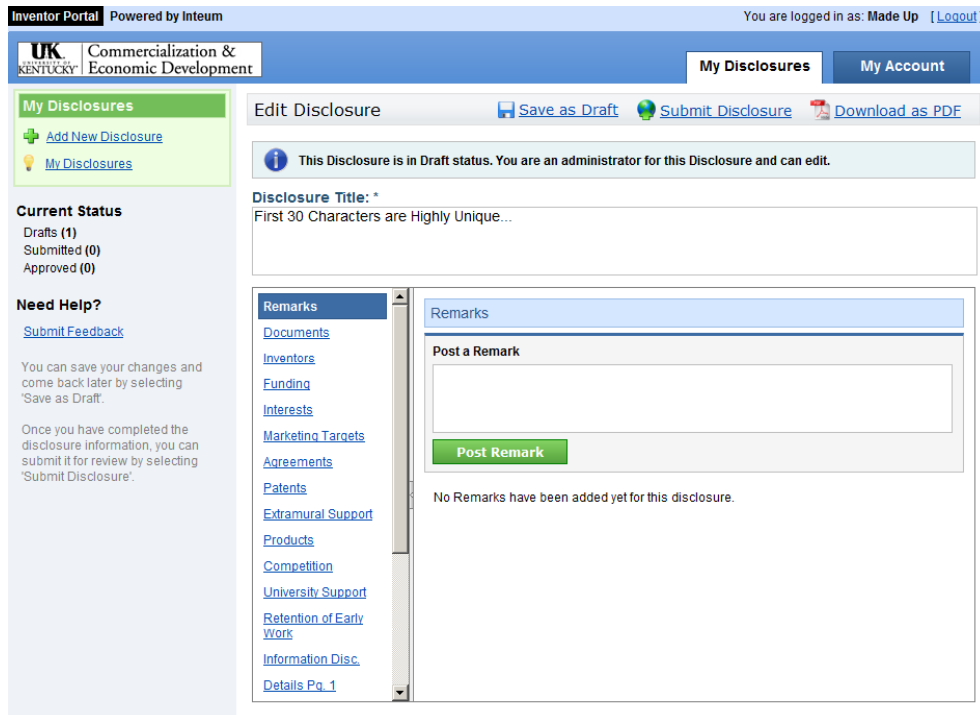 Inventor Portal Powered by Inteum
You are logged in as: Made Up [Logout
UK
UNIVERSITY OF
KENTUCKY
Commercialization &
Economic Development
My Disclosures
My Account
My Disclosures
Add New Disclosure
My Disclosures
Current Status
Drafts (1)
Submitted (0)
Approved (0)
Need Help?
Submit Feedback
You can save your changes and
come back later by selecting
'Save as Draft'.
Once you have completed the
disclosure information, you can
submit it for review by selecting
'Submit Disclosure'.
Edit Disclosure
Save as Draft
Submit Disclosure
Download as PDF
This Disclosure is in Draft status. You are an administrator for this Disclosure and can edit.
Disclosure Title: *
First 30 Characters are Highly Unique...
Remarks
Documents
Inventors
Funding
Interests
Marketing Targets
Agreements
Patents
Extramural Support
Products
Competition
University Support
Retention of Early
Work
Information Disc.
Details Pg. 1
Remarks
Post a Remark
Post Remark
No Remarks have been added yet for this disclosure.